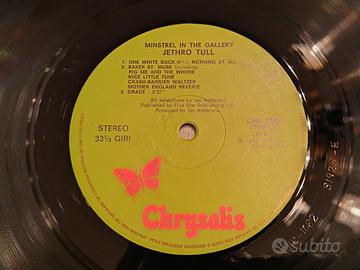 MINSTREL IN THE GALLERY
JETHRO TULL
1. ONE WHITE DUCK/0¹⁰ = NOTHING AT ALL
2. BAKER ST. MUSE including:
PIG ME AND THE WHORE
NICE LITTLE TUNE
CRASH-BARRIER WALTZER
MOTHER ENGLAND REVERIE
3. GRACE - 0'37"
All selections by Ian Anderson
Published by Five Star Publishing Ltd
Produced by Ian Anderson
STEREO
33⅓ GIRI
Chrysalis
subito